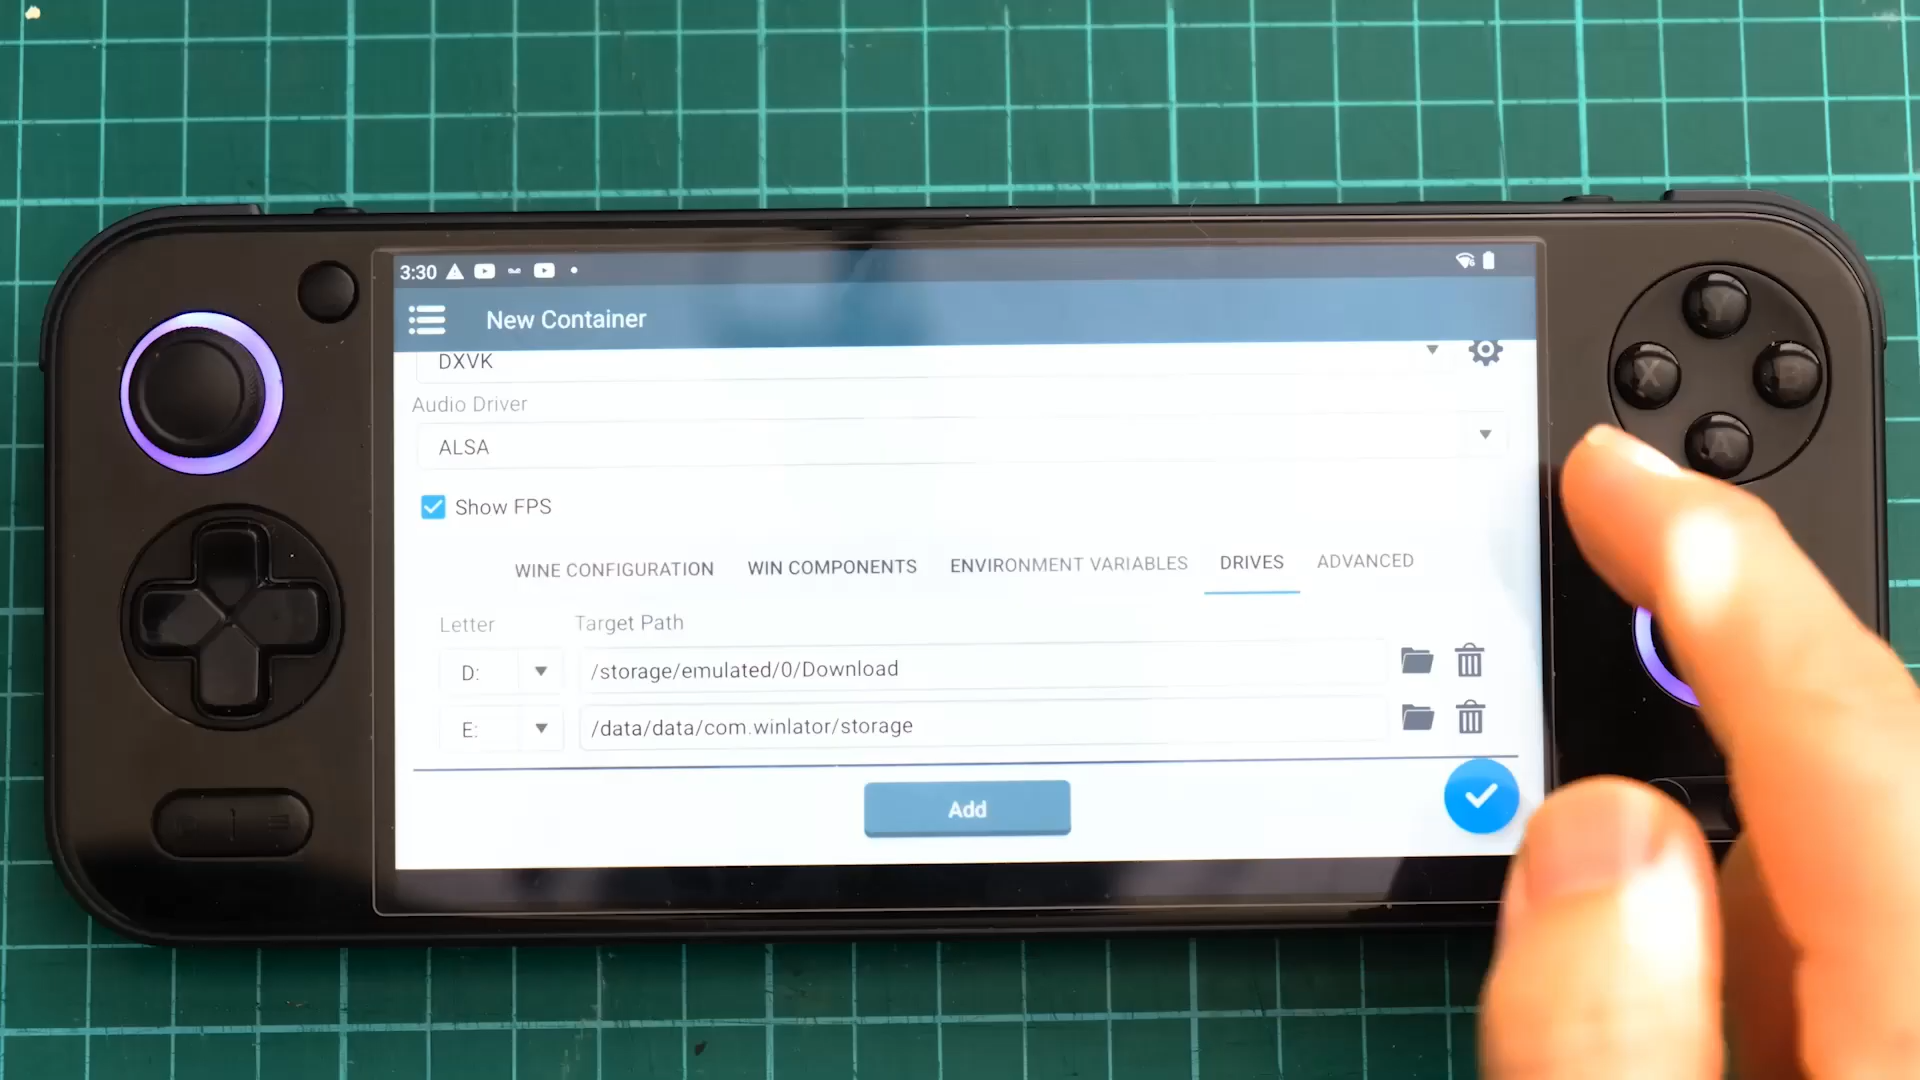 3:30
New Container
DXVK
Audio Driver
ALSA
Show FPS
WINE CONFIGURATION WIN COMPONENTS ENVIRONMENT VARIABLES DRIVES ADVANCED
Letter Target Path
D: /storage/emulated/0/Download
E: /data/data/com.winlator/storage
Add
Y
X
B
A